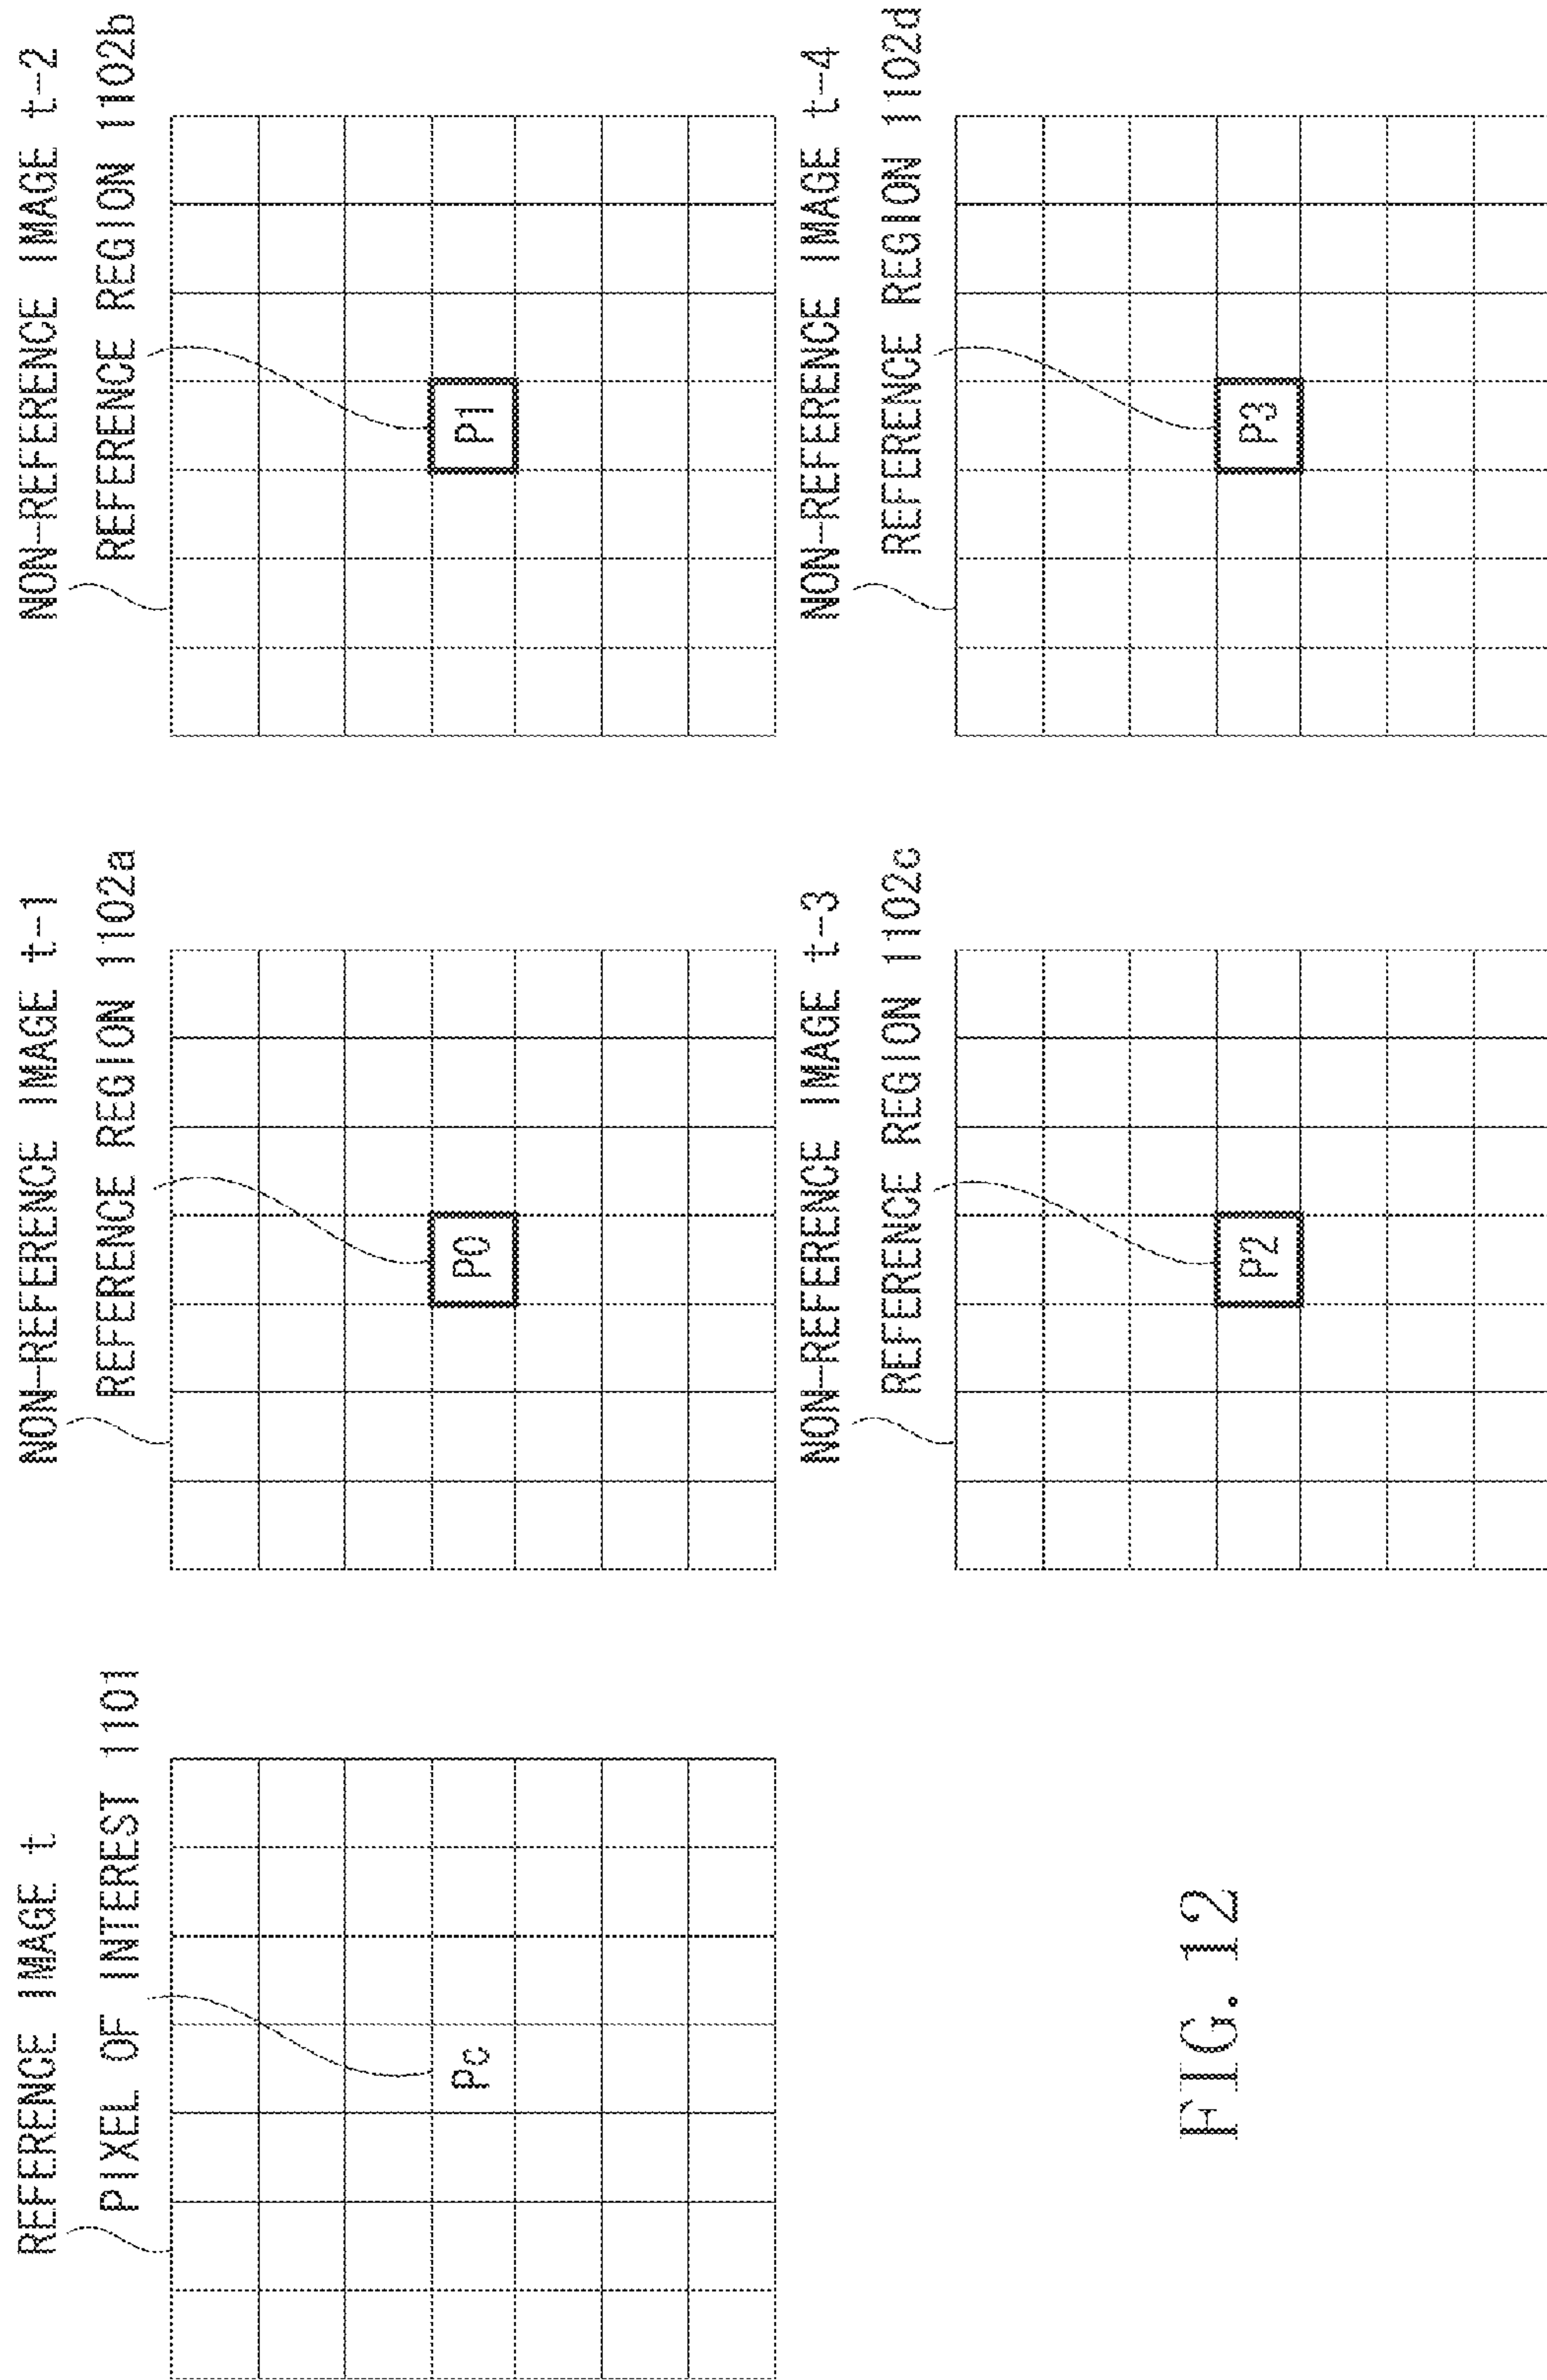 REFERENCE IMAGE t
PIXEL OF INTEREST 1101
Pc
NON-REFERENCE IMAGE t-1
REFERENCE REGION 1102a
P0
NON-REFERENCE IMAGE t-2
REFERENCE REGION 1102b
P1
NON-REFERENCE IMAGE t-3
REFERENCE REGION 1102c
P2
NON-REFERENCE IMAGE t-4
REFERENCE REGION 1102d
P3
FIG. 12